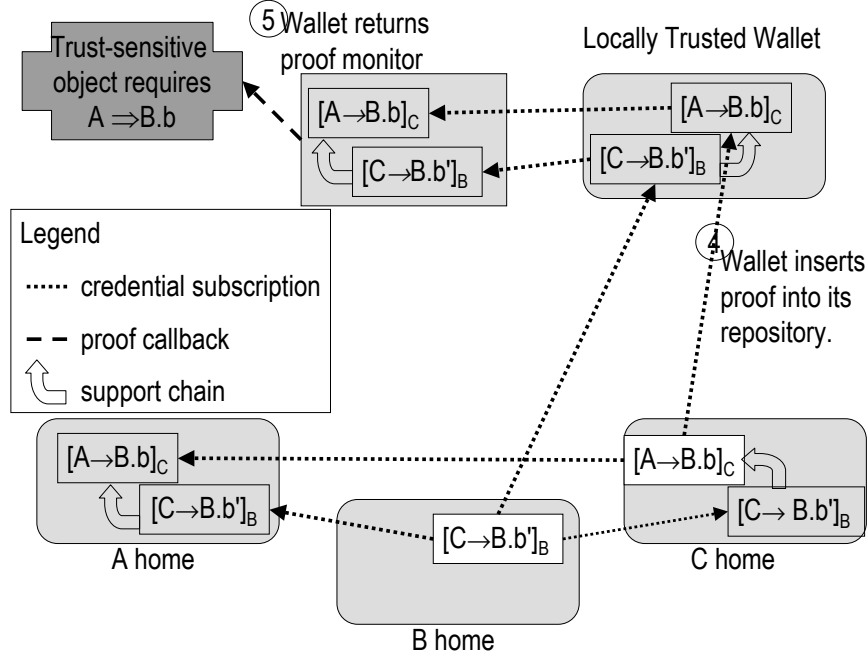 Trust-sensitive
object requires
A ⇒B.b
5 Wallet returns
proof monitor
[A→B.b]C
[C→B.b']B
Locally Trusted Wallet
[A→B.b]C
[C→B.b']B
4 Wallet inserts
proof into its
repository.
Legend
credential subscription
proof callback
support chain
[A→B.b]C
[C→B.b']B
A home
[C→B.b']B
B home
[A→B.b]C
[C→ B.b']B
C home